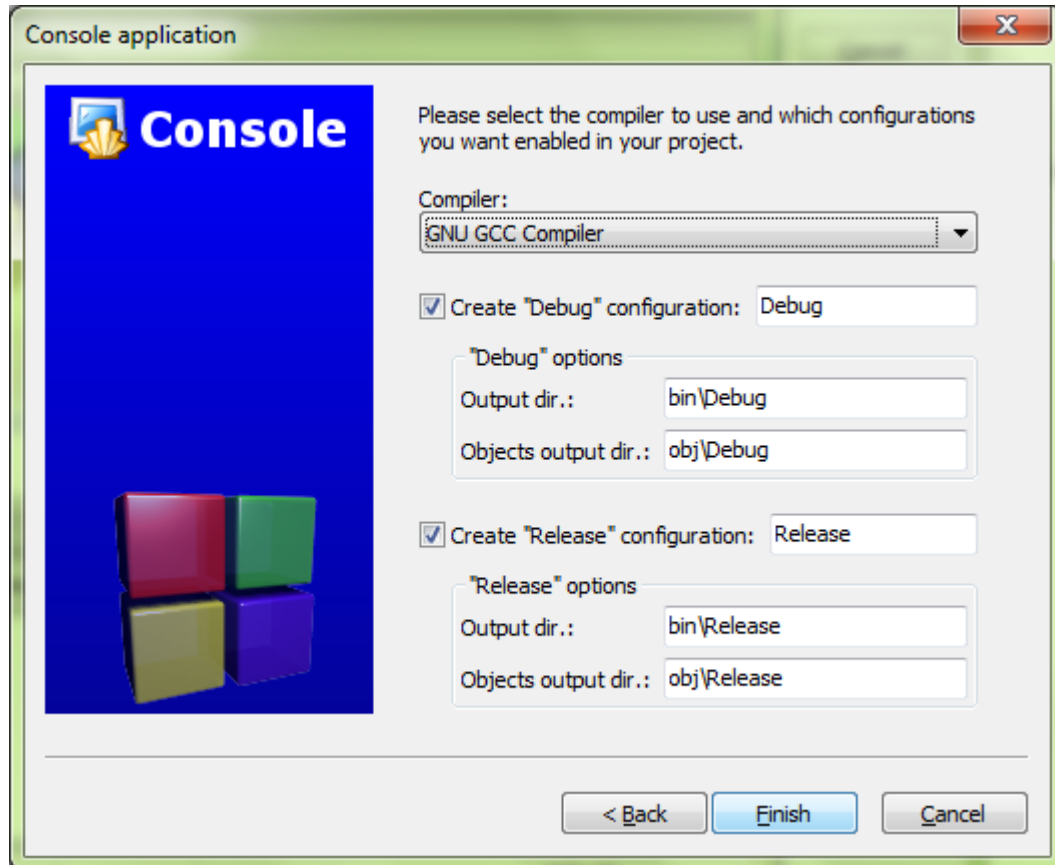 Console application
Console
Please select the compiler to use and which configurations
you want enabled in your project.
Compiler:
GNU GCC Compiler
Create "Debug" configuration: Debug
"Debug" options
Output dir.: bin\Debug
Objects output dir.: obj\Debug
Create "Release" configuration: Release
"Release" options
Output dir.: bin\Release
Objects output dir.: obj\Release
< Back Finish Cancel